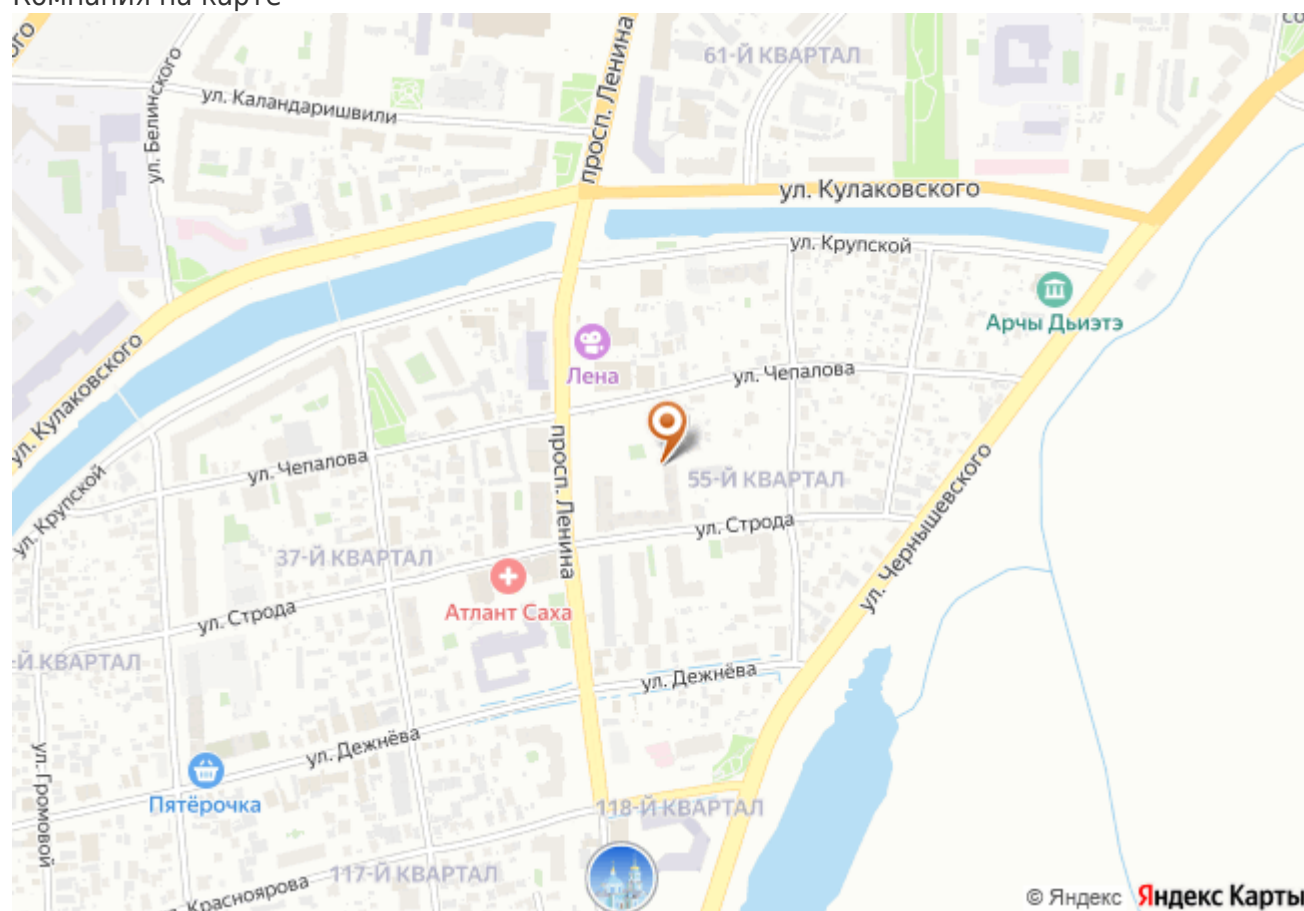 Компания на карте
61-Й КВАРТАЛ
ул. Каландаришвили
ул. Белинского
просп. Ленина
ул. Кулаковского
ул. Крупской
Арчы Дьиэтэ
Лена
ул. Чепалова
ул. Кулаковского
просп. Ленина
ул. Чепалова
55-Й КВАРТАЛ
ул. Крупской
ул. Строда
ул. Чернышевского
37-Й КВАРТАЛ
Атлант Саха
ул. Строда
-Й КВАРТАЛ
ул. Дежнёва
ул. Дежнёва
ул. Громовой
Пятёрочка
118-Й КВАРТАЛ
117-Й КВАРТАЛ
Красноярова
© Яндекс Яндекс Карты